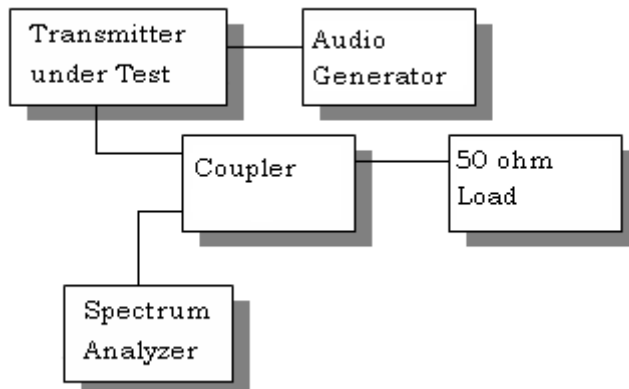 Transmitter
under Test
Audio
Generator
Coupler
50 ohm
Load
Spectrum
Analyzer